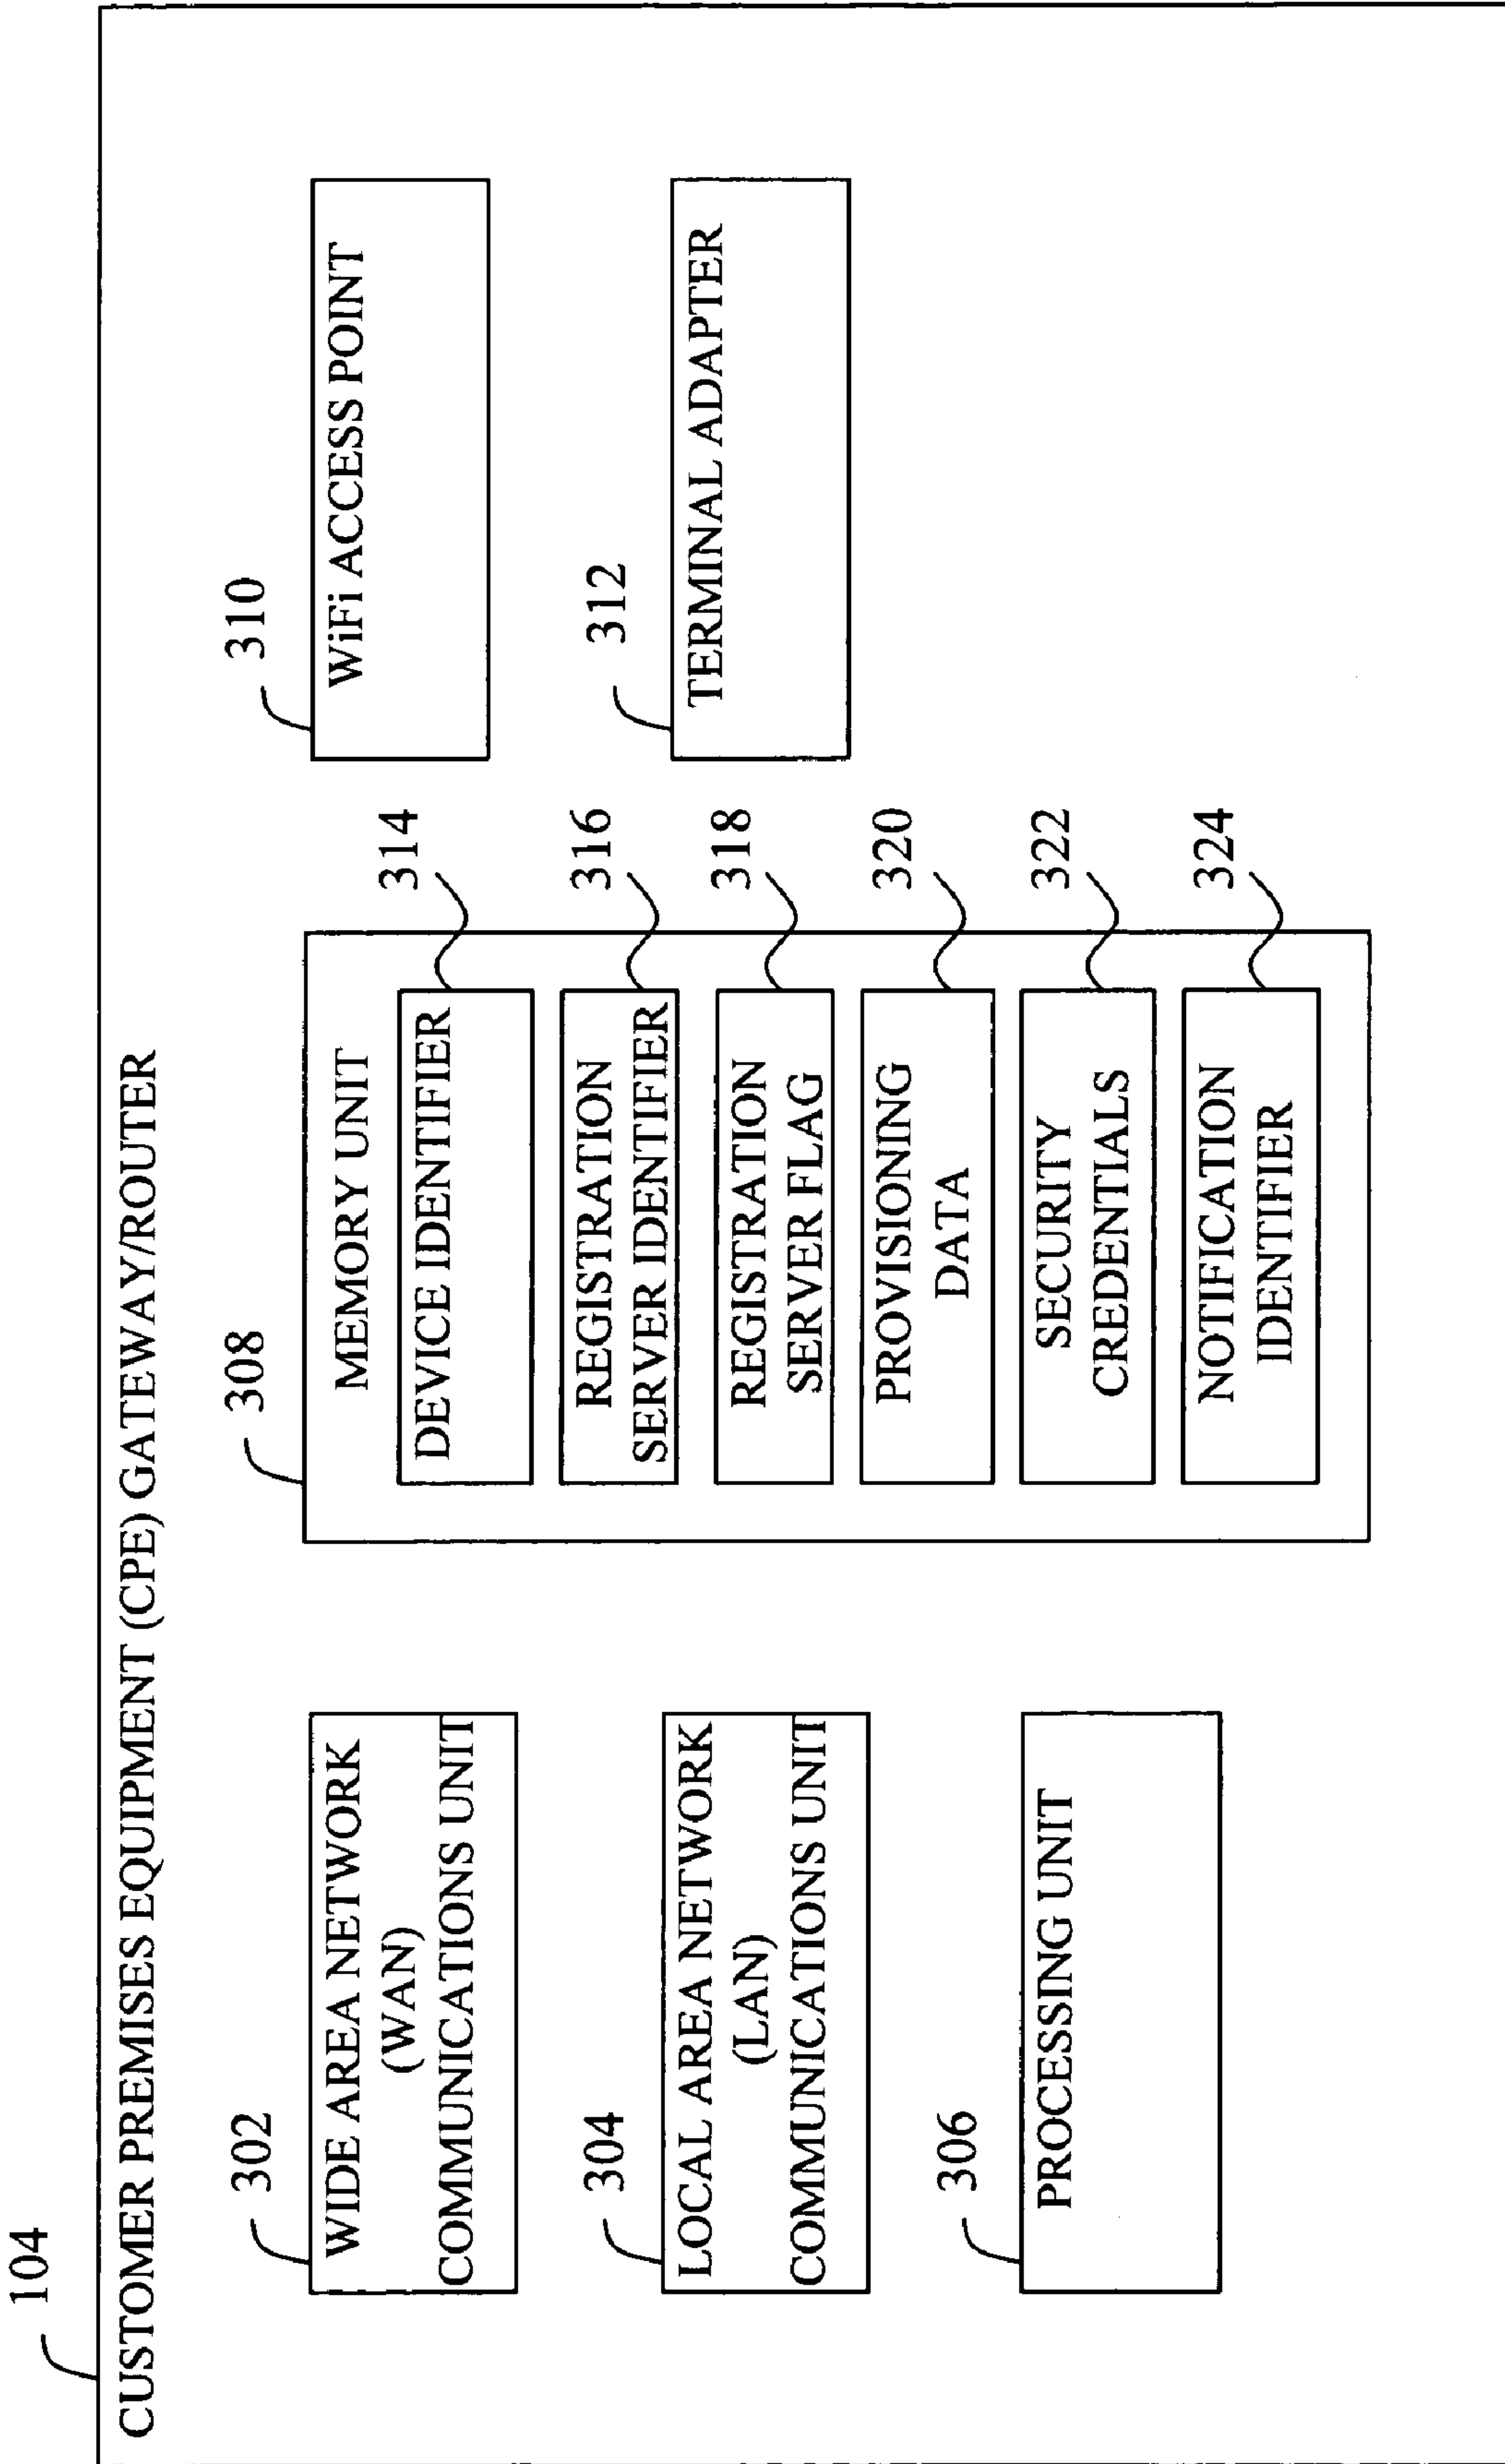 104
CUSTOMER PREMISES EQUIPMENT (CPE) GATEWAY/ROUTER
302
WIDE AREA NETWORK
(WAN)
COMMUNICATIONS UNIT
304
LOCAL AREA NETWORK
(LAN)
COMMUNICATIONS UNIT
306
PROCESSING UNIT
308
MEMORY UNIT
314
DEVICE IDENTIFIER
316
REGISTRATION
SERVER IDENTIFIER
318
REGISTRATION
SERVER FLAG
320
PROVISIONING
DATA
322
SECURITY
CREDENTIALS
324
NOTIFICATION
IDENTIFIER
310
WiFi ACCESS POINT
312
TERMINAL ADAPTER